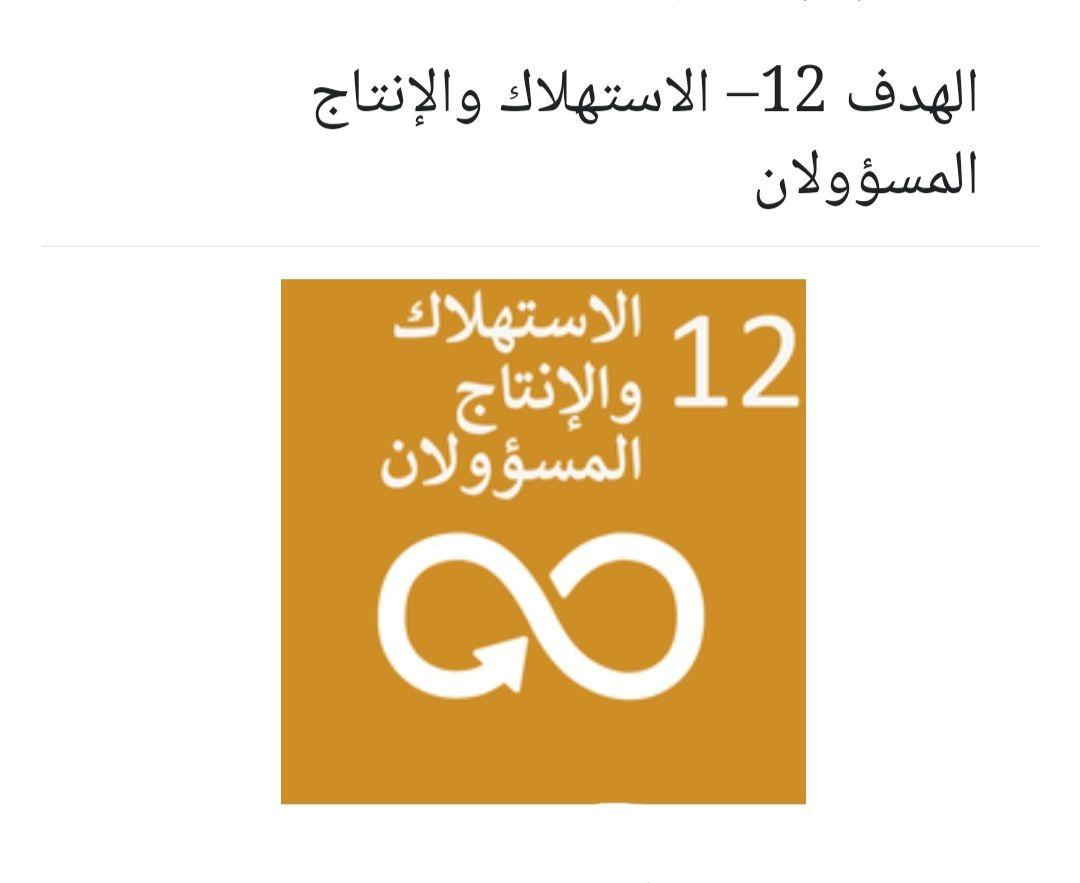 الهدف 12– الاستهلاك والإنتاج
المسؤولان
12 الاستهلاك
والإنتاج
المسؤولان